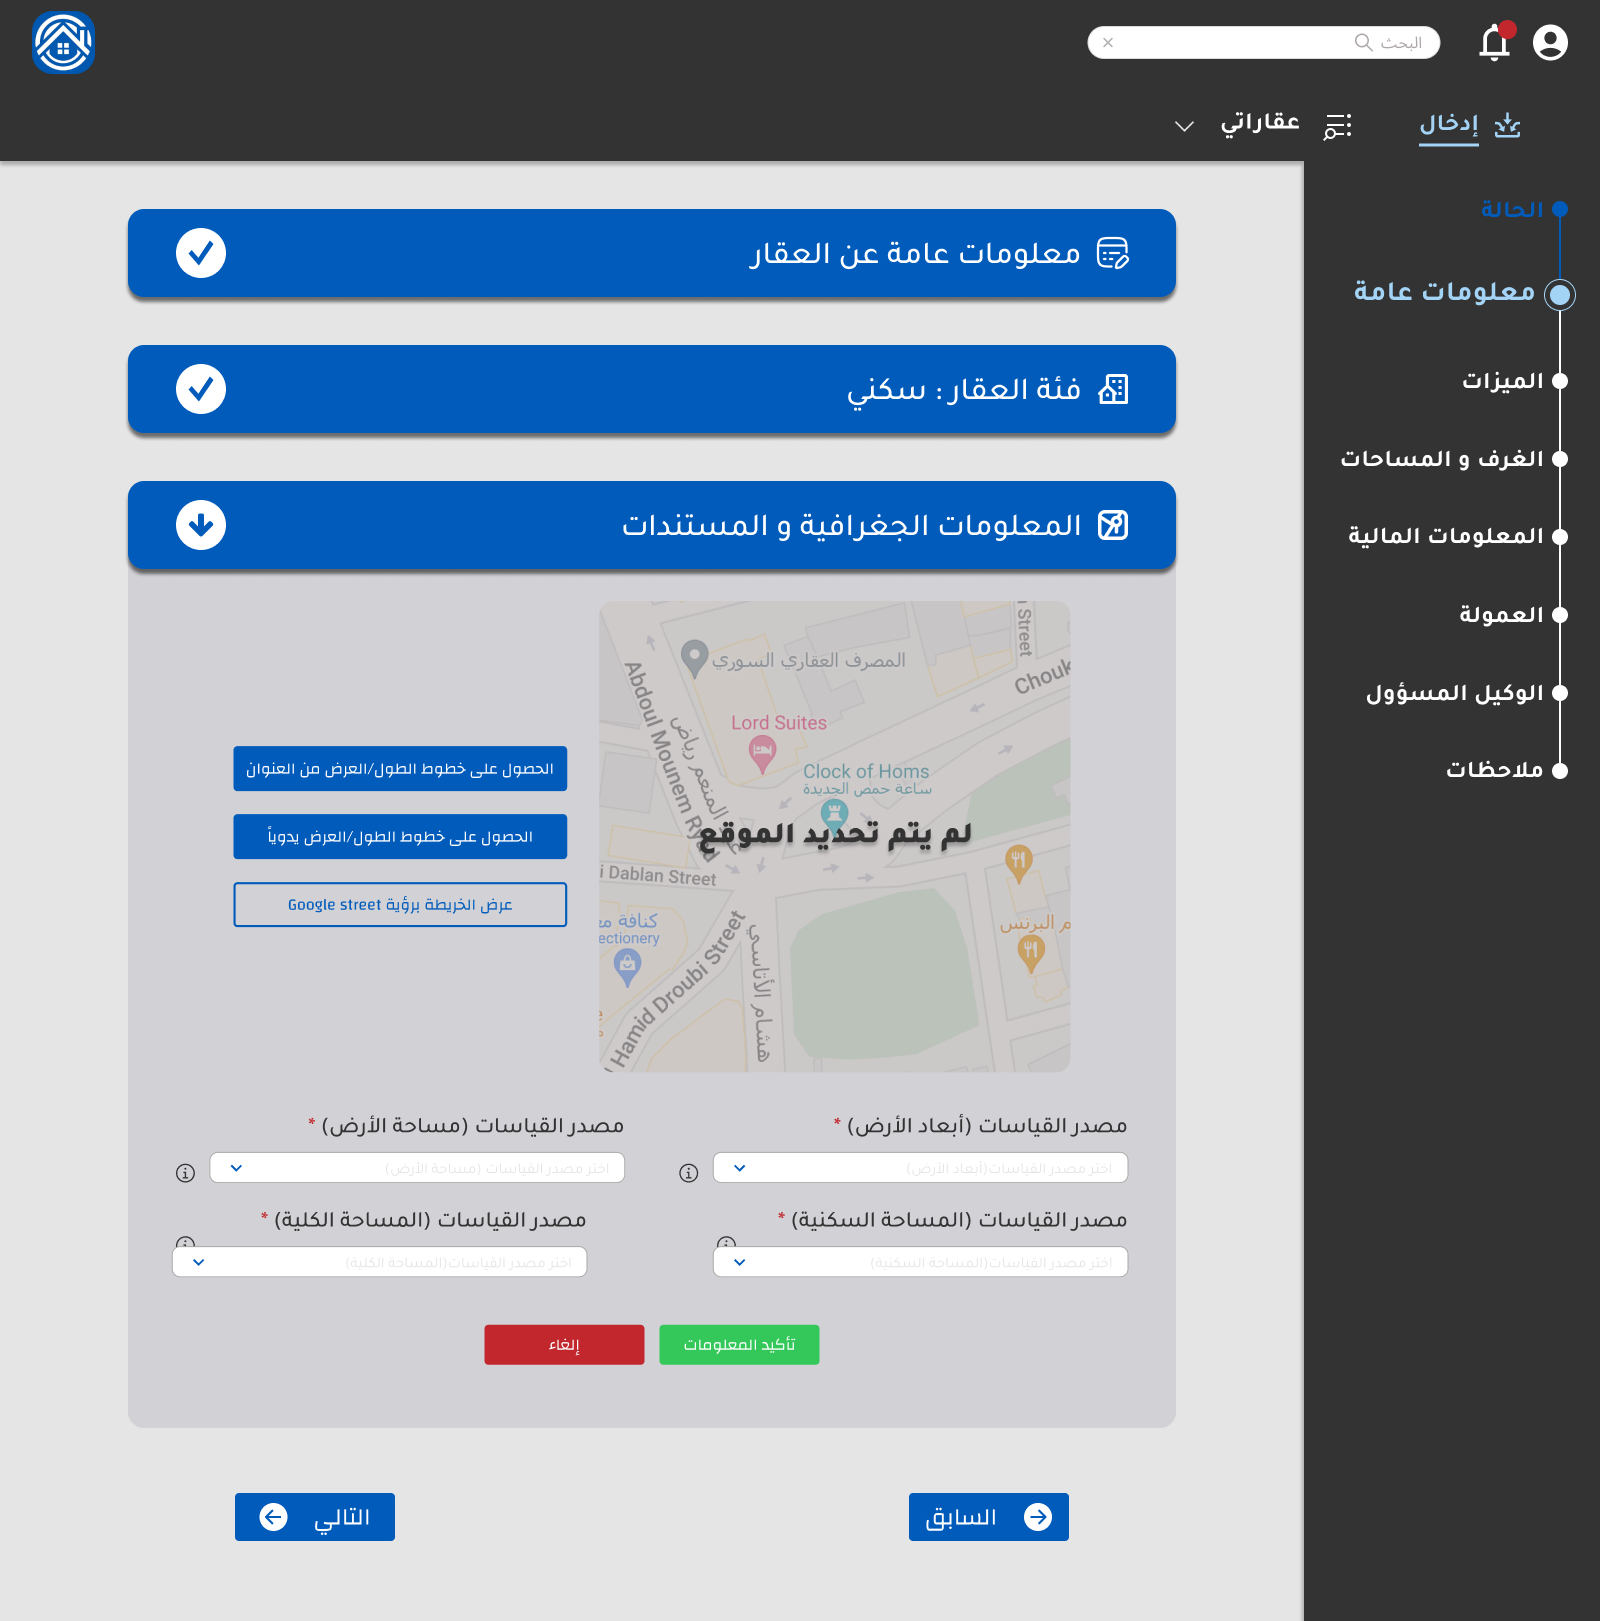 البحث
إدخال
عقاراتي
الحالة
معلومات عامة
الميزات
الغرف و المساحات
المعلومات المالية
العمولة
الوكيل المسؤول
ملاحظات
معلومات عامة عن العقار
فئة العقار : سكني
المعلومات الجغرافية و المستندات
Street
المصرف العقاري السوري
Chouk
Abdoul Mounem Ryad
Lord Suites
Clock of Homs
ساعة حمص الجديدة
لم يتم تحديد الموقع
i Dablan Street
كنافة مع
ectionery
م البرنس
Hamid Droubi Street
هشام الأتاسي
الحصول على خطوط الطول/العرض من العنوان
الحصول على خطوط الطول/العرض يدوياً
عرض الخريطة برؤية Google street
مصدر القياسات (أبعاد الأرض) *
اختر مصدر القياسات(أبعاد الأرض)
مصدر القياسات (مساحة الأرض) *
اختر مصدر القياسات (مساحة الأرض)
مصدر القياسات (المساحة السكنية) *
اختر مصدر القياسات(المساحة السكنية)
مصدر القياسات (المساحة الكلية) *
اختر مصدر القياسات(المساحة الكلية)
تأكيد المعلومات
إلغاء
السابق
التالي